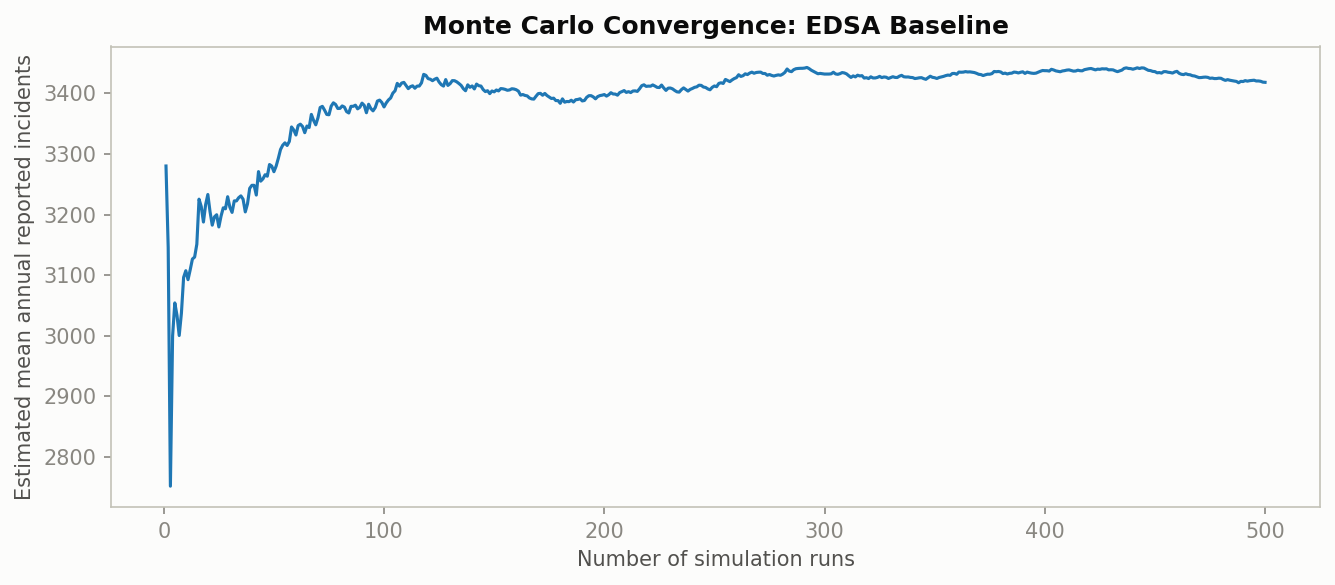 Monte Carlo Convergence: EDSA Baseline
Estimated mean annual reported incidents
3400
3300
3200
3100
3000
2900
2800
0 100 200 300 400 500
Number of simulation runs